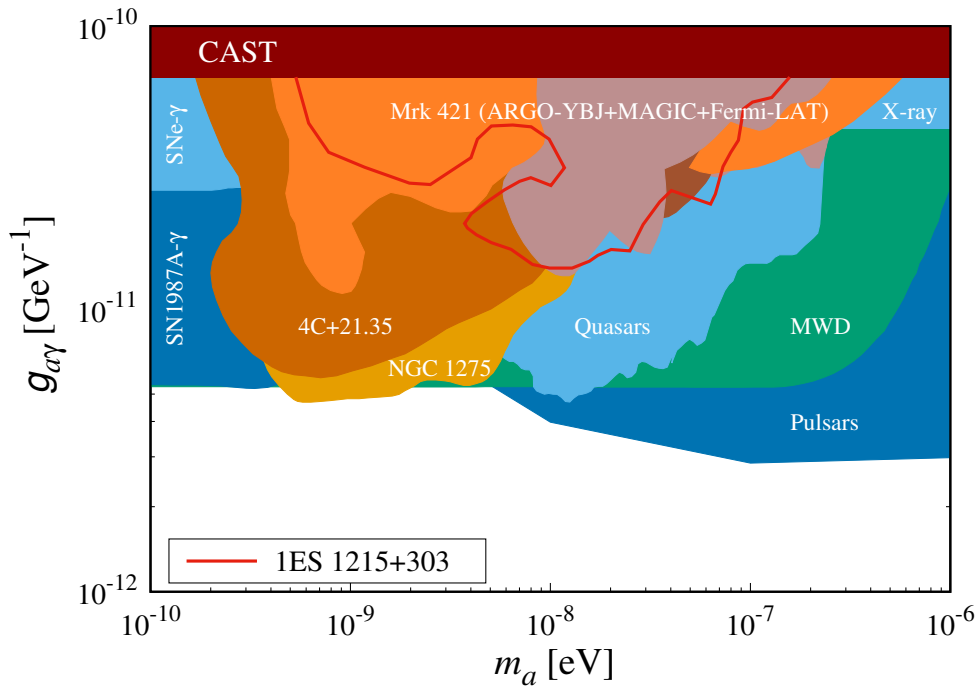 10⁻¹⁰
CAST
SNe-γ
Mrk 421 (ARGO-YBJ+MAGIC+Fermi-LAT)
X-ray
SN1987A-γ
g_{aγ} [GeV⁻¹]
10⁻¹¹
4C+21.35
Quasars
MWD
NGC 1275
Pulsars
1ES 1215+303
10⁻¹²
10⁻¹⁰
10⁻⁹
10⁻⁸
10⁻⁷
10⁻⁶
m_a [eV]